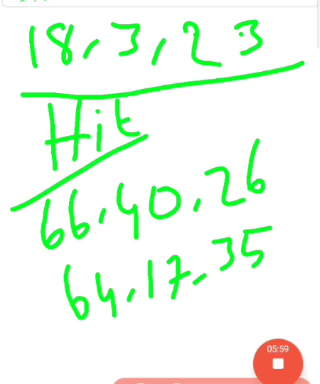 18, 3, 23
Hit
66, 40, 26
64, 17, 35
05:59